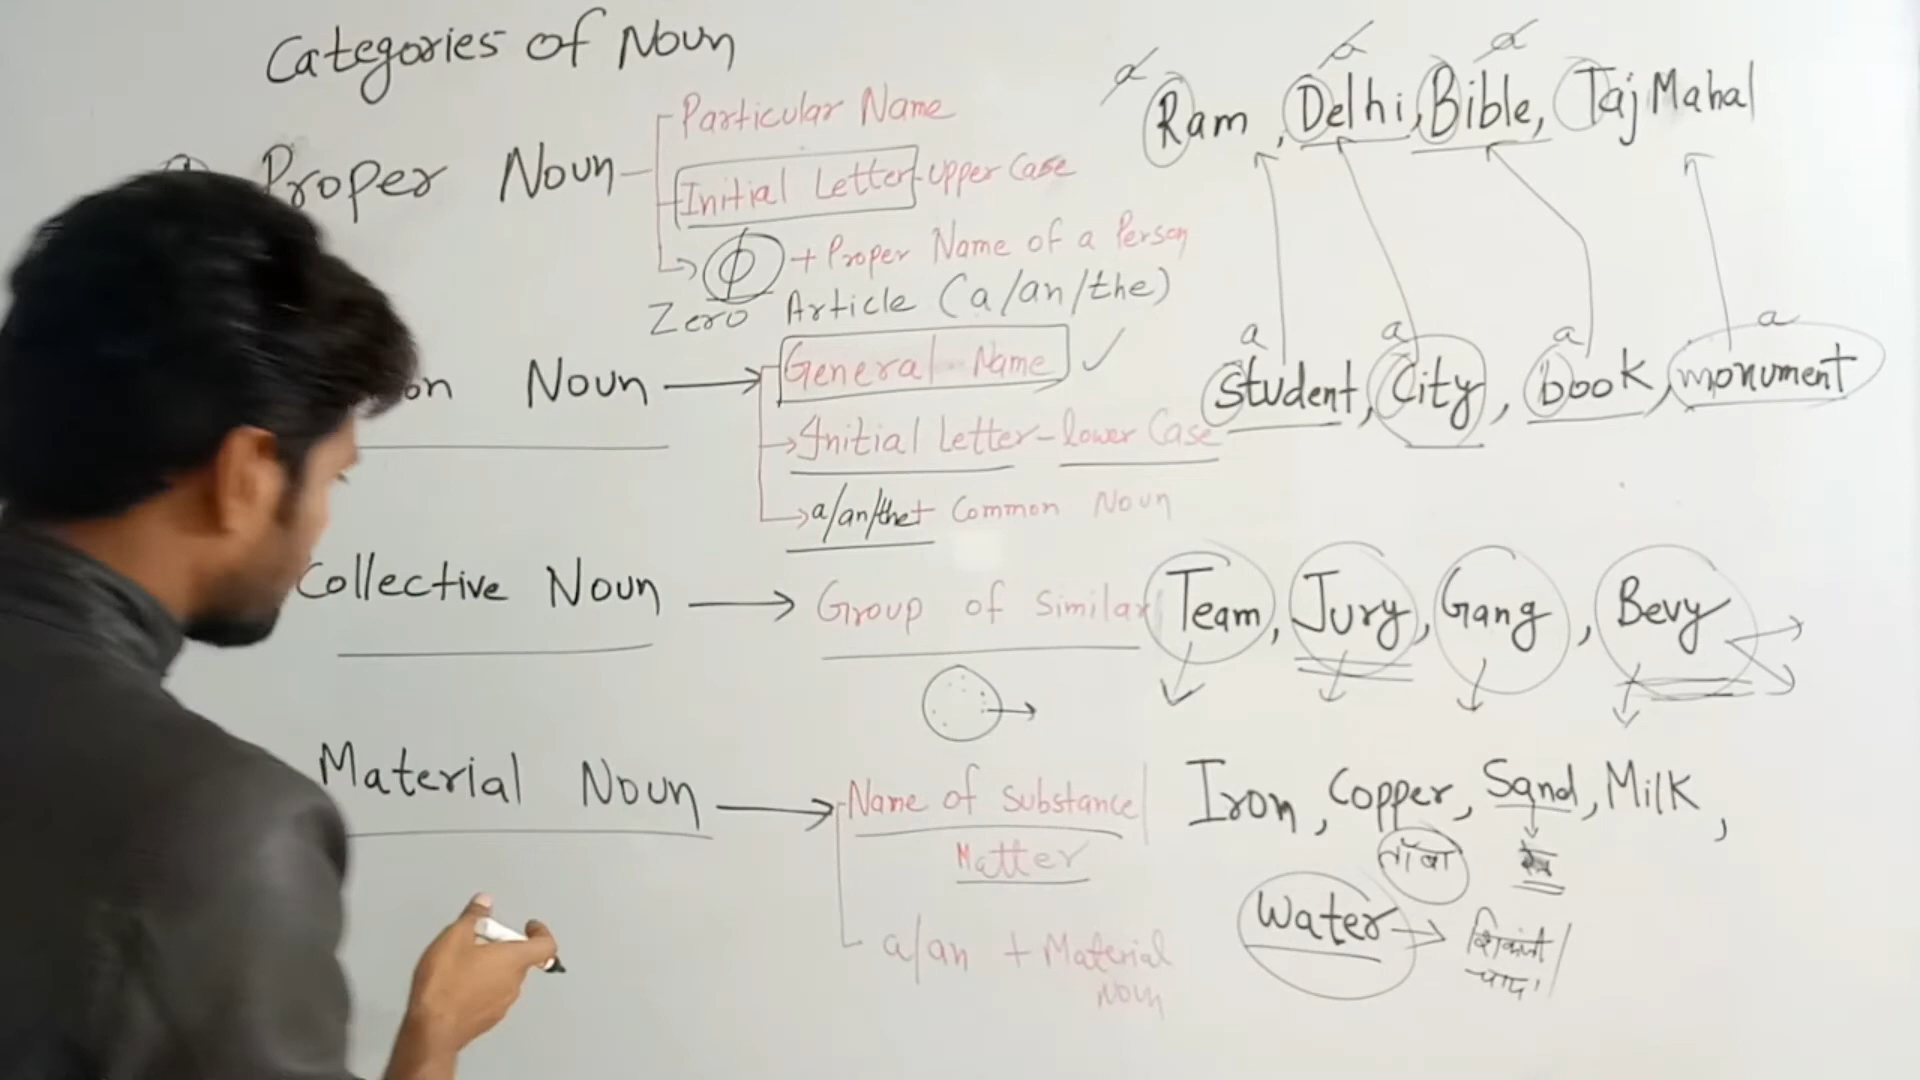 Categories of Noun
Proper Noun
Particular Name
Initial Letter - Upper Case
ϕ + Proper Name of a Person
Zero Article (a/an/the)
a a a
Ram, Delhi, Bible, Taj Mahal
on Noun → General Name ✓
Initial Letter - lower Case
a/an/the + Common Noun
a a a a
student, City, book, monument
Collective Noun → Group of Similar
Team, Jury, Gang, Bevy
Material Noun → Name of Substance
Matter
a/an + Material
Noun
Iron, Copper, Sand, Milk,
ताँबा
Water →